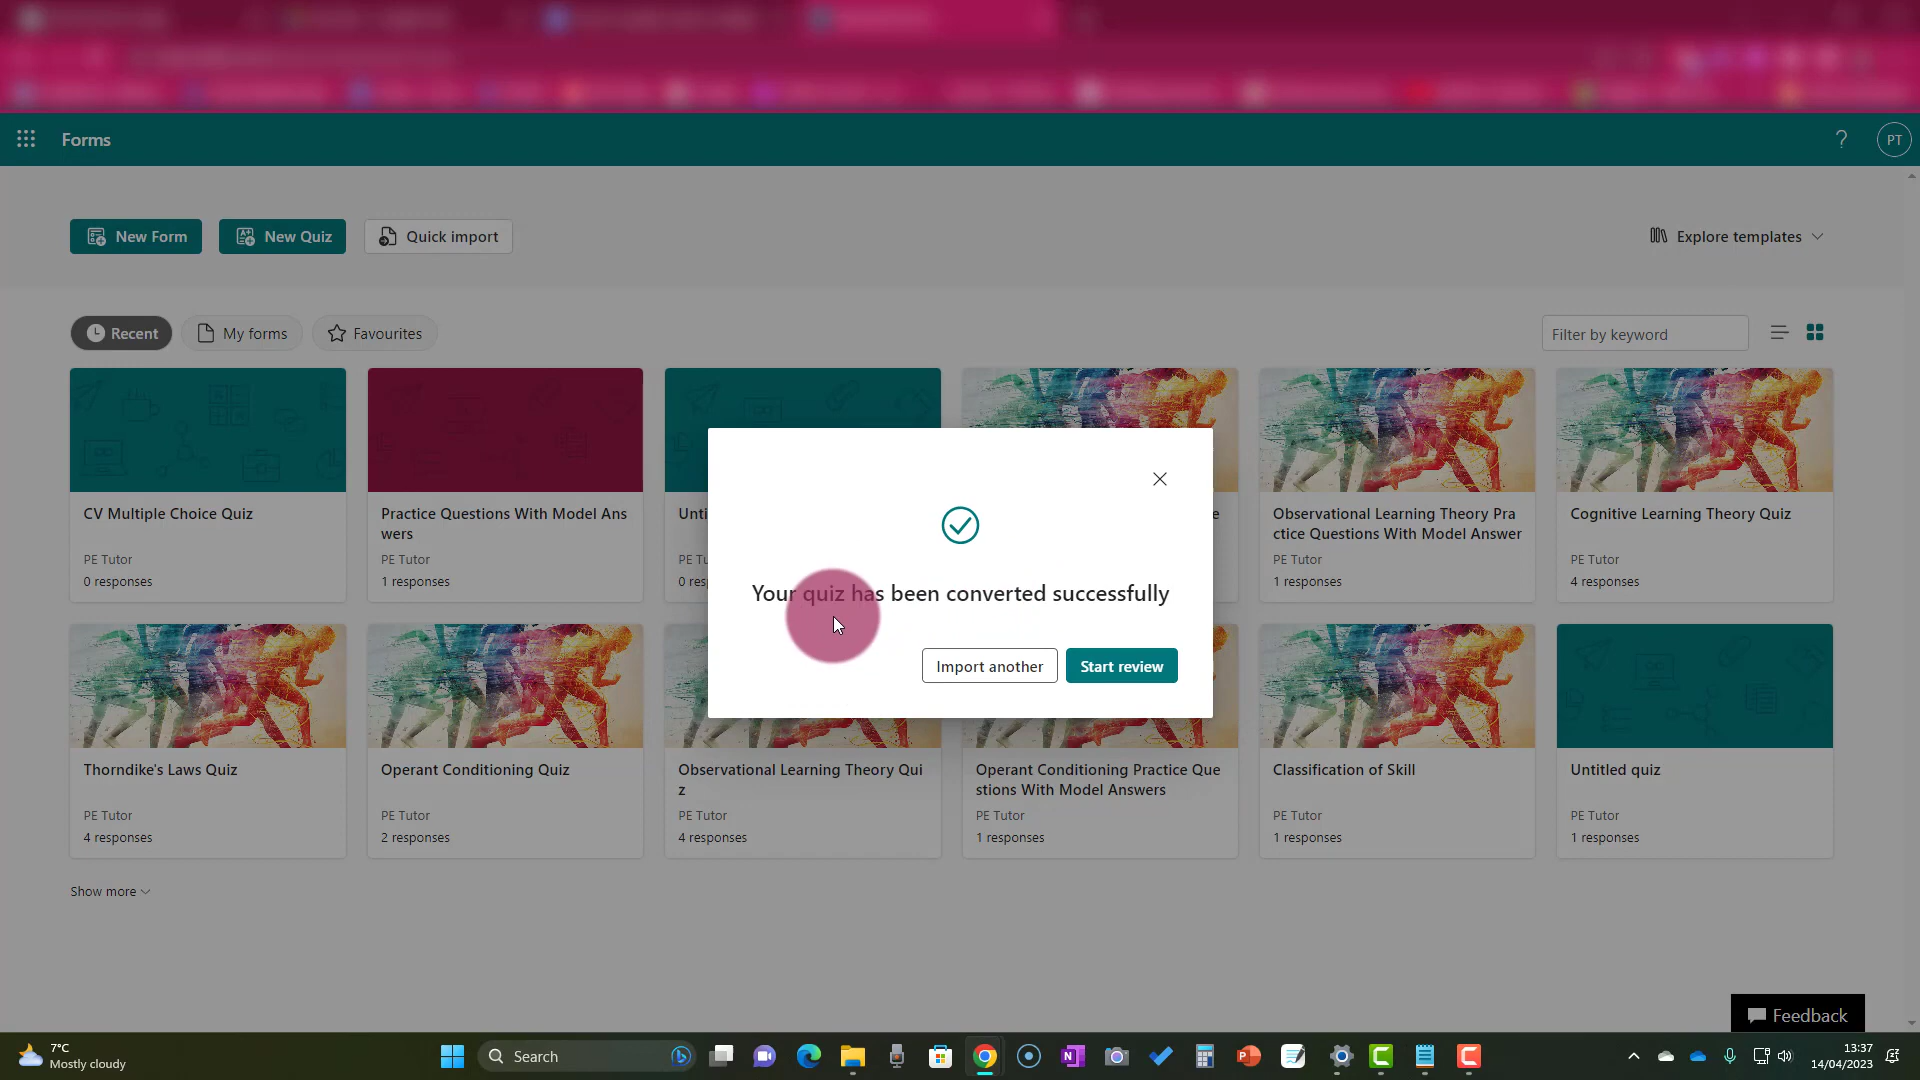 Forms
?
PT
New Form
New Quiz
Quick import
Explore templates
Recent
My forms
Favourites
Filter by keyword
CV Multiple Choice Quiz
PE Tutor
0 responses
Practice Questions With Model Ans
wers
PE Tutor
1 responses
Observational Learning Theory Pra
ctice Questions With Model Answer
PE Tutor
1 responses
Cognitive Learning Theory Quiz
PE Tutor
4 responses
Your quiz has been converted successfully
Import another
Start review
Thorndike's Laws Quiz
PE Tutor
4 responses
Operant Conditioning Quiz
PE Tutor
2 responses
Observational Learning Theory Qui
z
PE Tutor
4 responses
Operant Conditioning Practice Que
stions With Model Answers
PE Tutor
1 responses
Classification of Skill
PE Tutor
1 responses
Untitled quiz
PE Tutor
1 responses
Show more
Feedback
7°C
Mostly cloudy
Search
13:37
14/04/2023